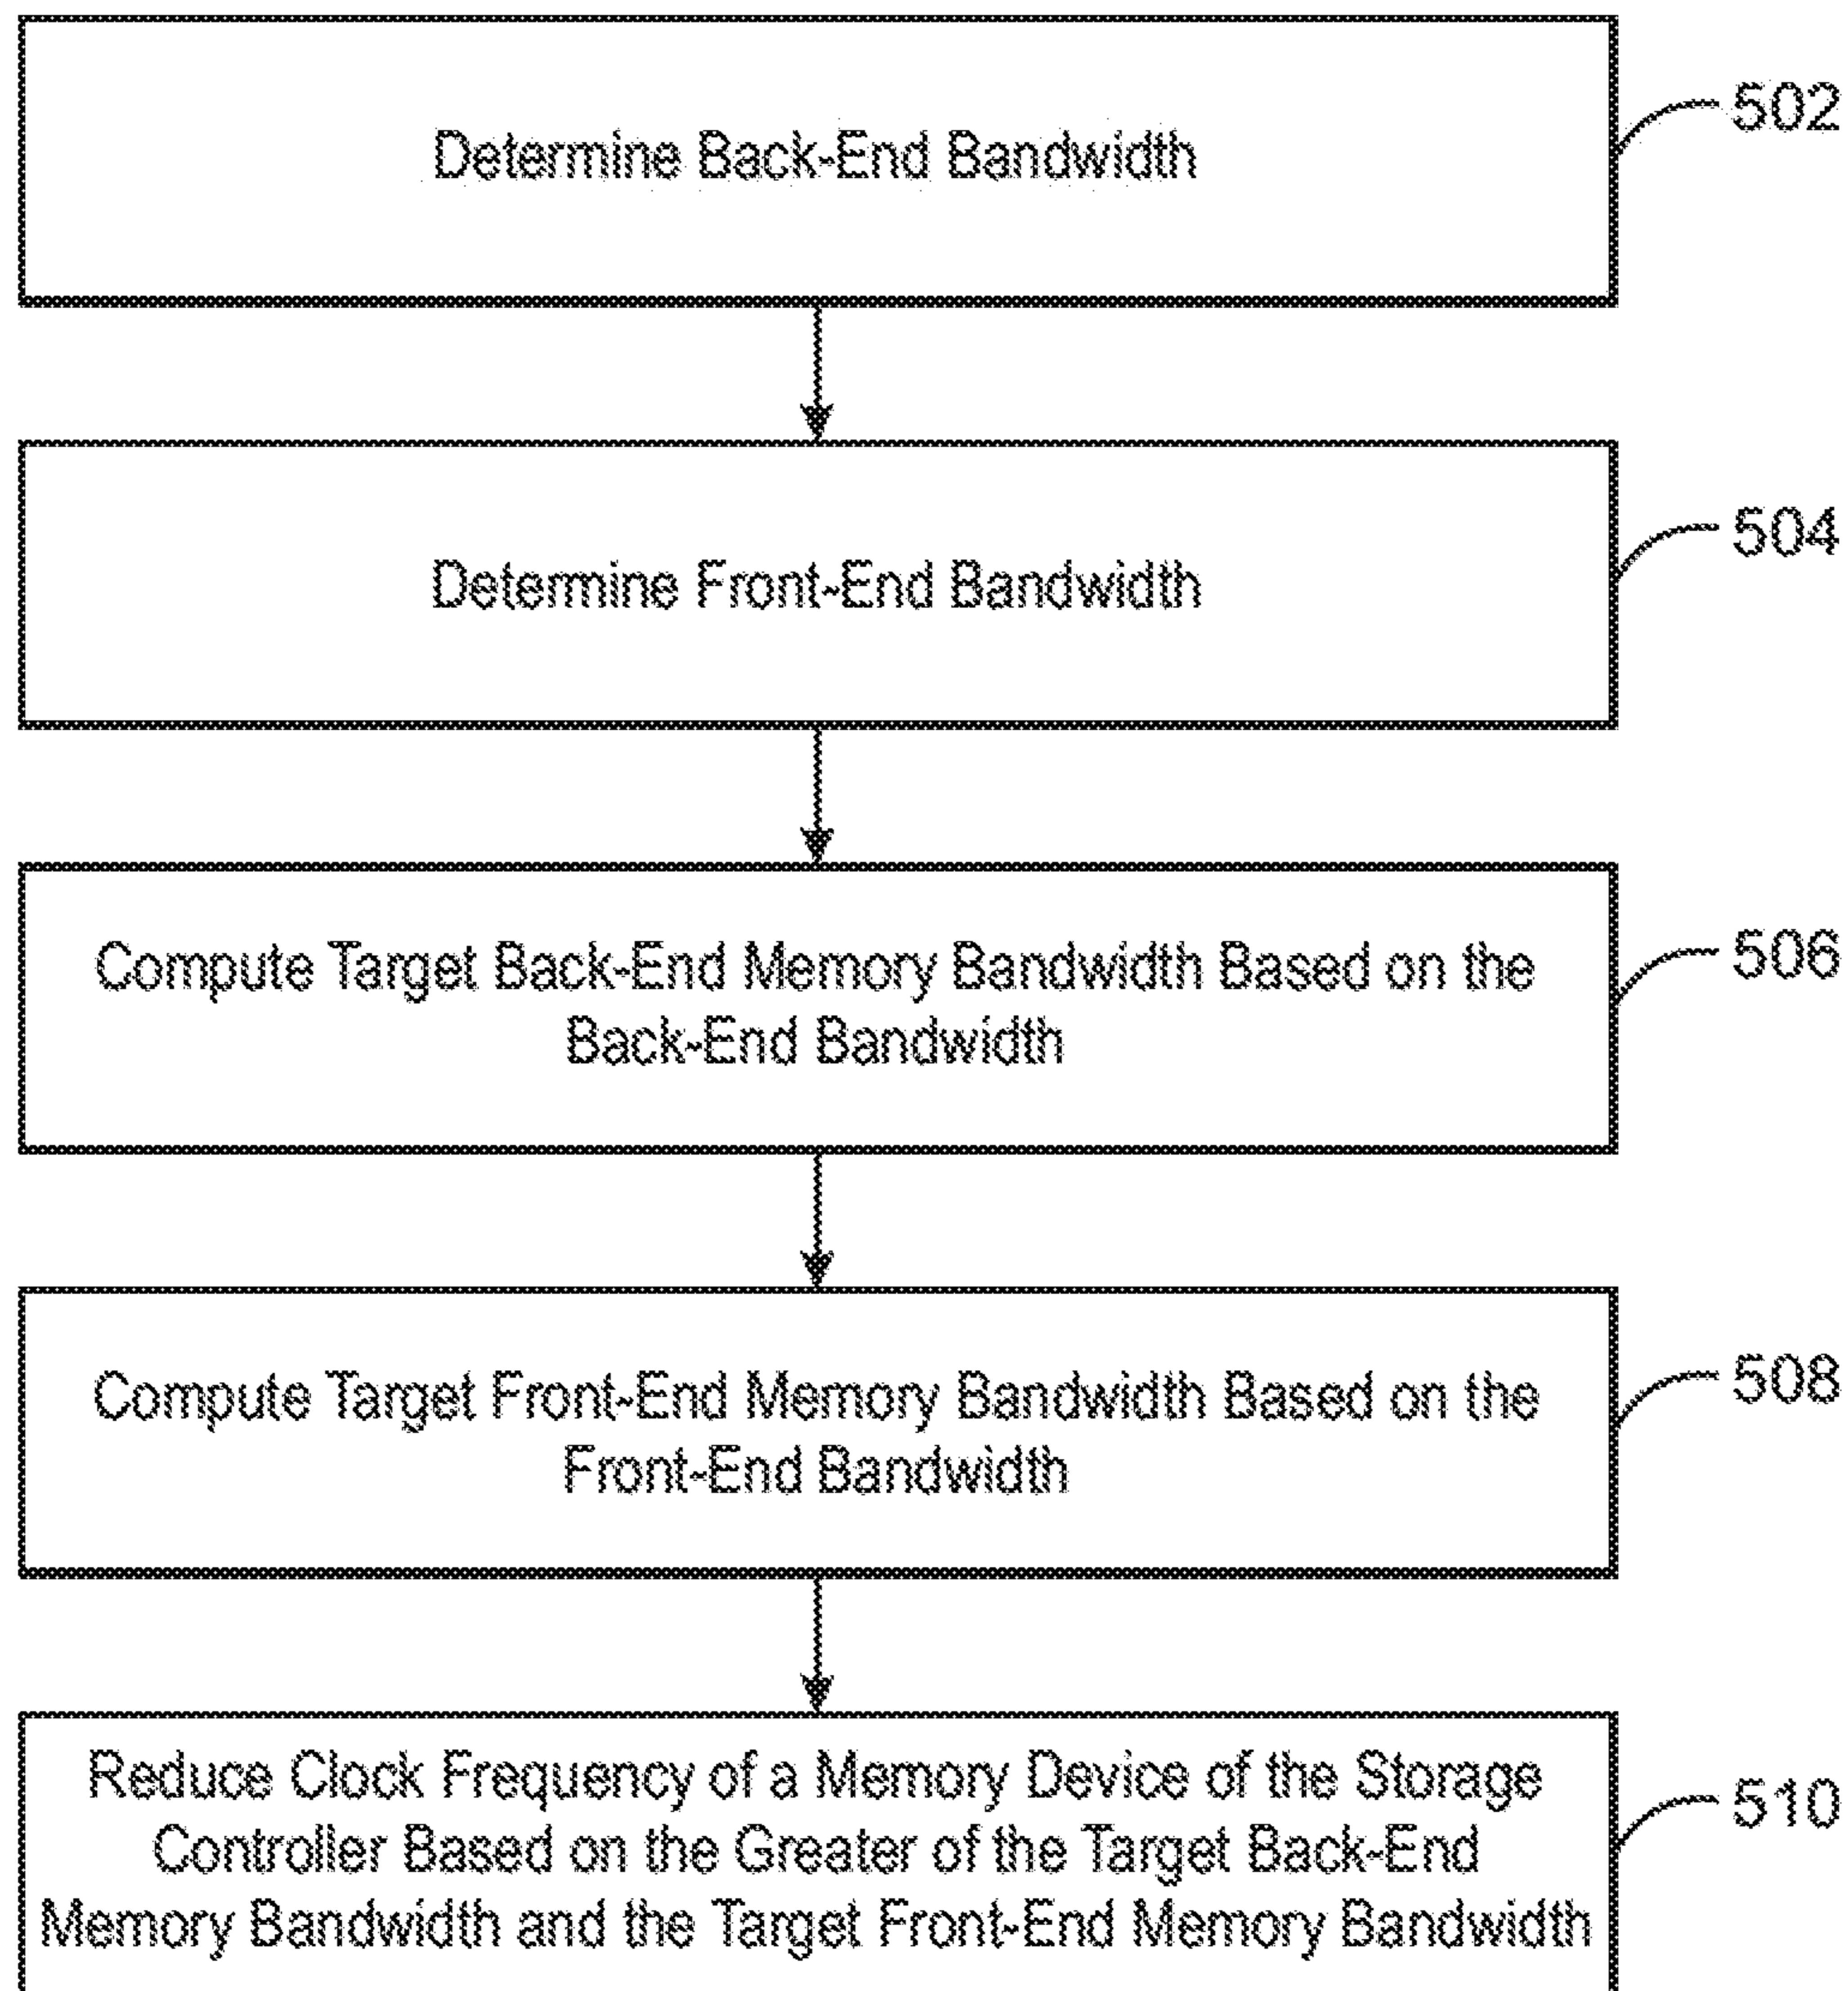 Determine Back-End Bandwidth
502
Determine Front-End Bandwidth
504
Compute Target Back-End Memory Bandwidth Based on the
Back-End Bandwidth
506
Compute Target Front-End Memory Bandwidth Based on the
Front-End Bandwidth
508
Reduce Clock Frequency of a Memory Device of the Storage
Controller Based on the Greater of the Target Back-End
Memory Bandwidth and the Target Front-End Memory Bandwidth
510